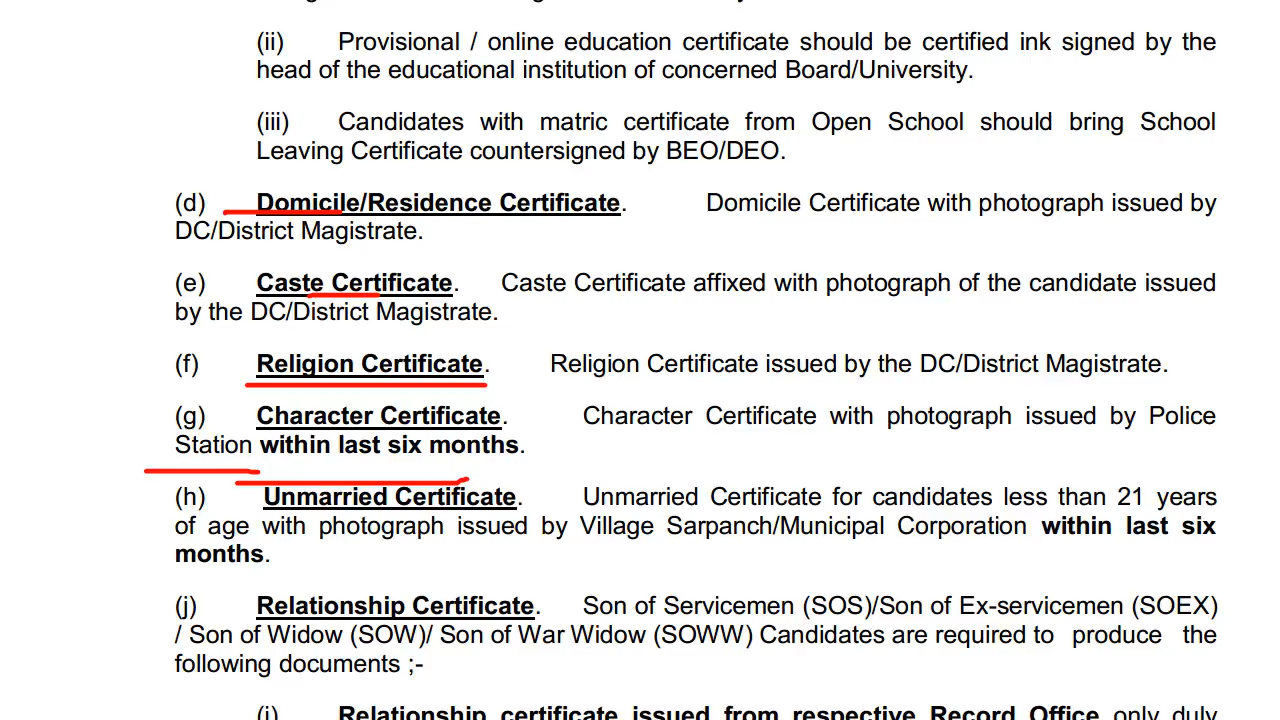 (ii) Provisional / online education certificate should be certified ink signed by the
head of the educational institution of concerned Board/University.
(iii) Candidates with matric certificate from Open School should bring School
Leaving Certificate countersigned by BEO/DEO.
(d) Domicile/Residence Certificate. Domicile Certificate with photograph issued by
DC/District Magistrate.
(e) Caste Certificate. Caste Certificate affixed with photograph of the candidate issued
by the DC/District Magistrate.
(f) Religion Certificate. Religion Certificate issued by the DC/District Magistrate.
(g) Character Certificate. Character Certificate with photograph issued by Police
Station within last six months.
(h) Unmarried Certificate. Unmarried Certificate for candidates less than 21 years
of age with photograph issued by Village Sarpanch/Municipal Corporation within last six
months.
(j) Relationship Certificate. Son of Servicemen (SOS)/Son of Ex-servicemen (SOEX)
/ Son of Widow (SOW)/ Son of War Widow (SOWW) Candidates are required to produce the
following documents ;-
(i) Relationship certificate issued from respective Record Office only duly